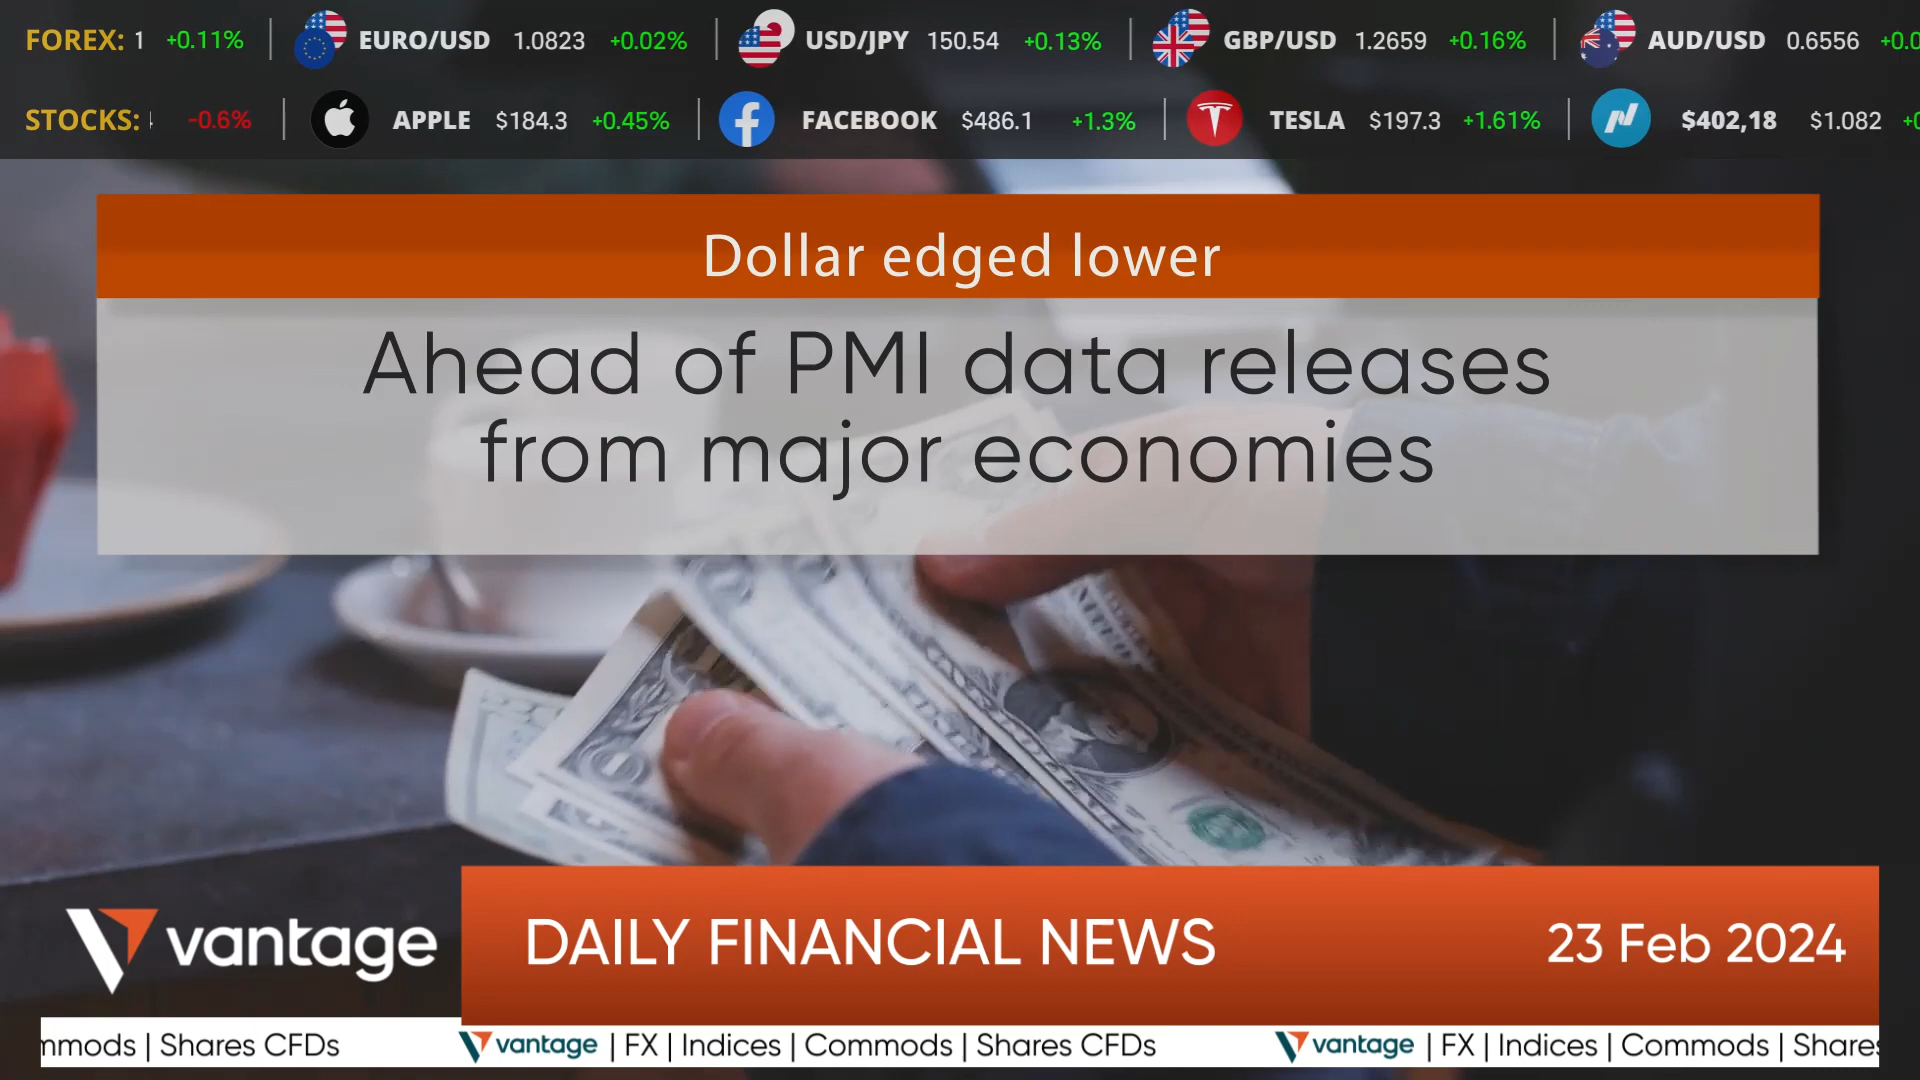 FOREX: 1 +0.11% | EURO/USD 1.0823 +0.02% | USD/JPY 150.54 +0.13% | GBP/USD 1.2659 +0.16% | AUD/USD 0.6556 +0.0
STOCKS: -0.6% | APPLE $184.3 +0.45% | FACEBOOK $486.1 +1.3% | TESLA $197.3 +1.61% | $402,18 $1.082 +0
Dollar edged lower
Ahead of PMI data releases
from major economies
vantage
DAILY FINANCIAL NEWS
23 Feb 2024
mmods | Shares CFDs vantage | FX | Indices | Commods | Shares CFDs vantage | FX | Indices | Commods | Shares